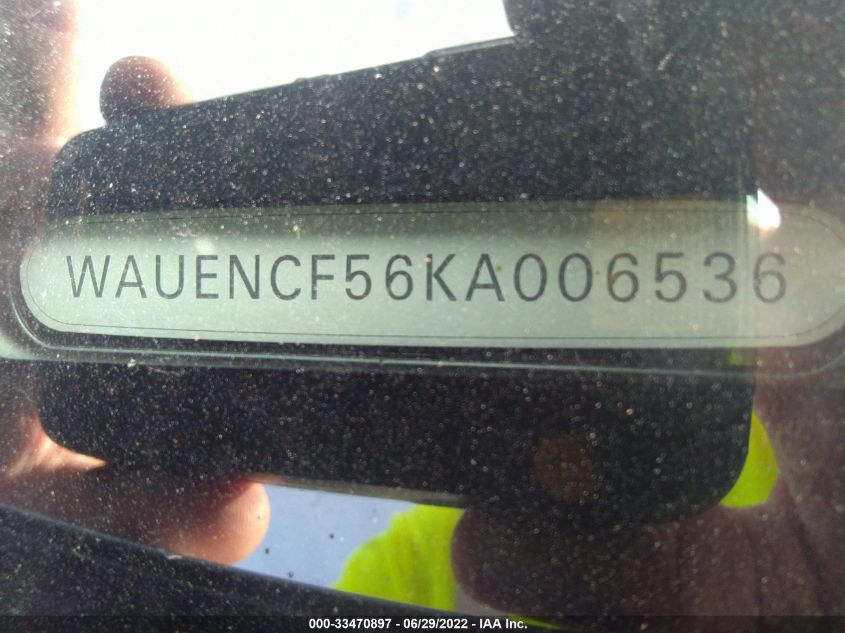 WAUENCF56KA006536
000-33470897 - 06/29/2022 - IAA Inc.